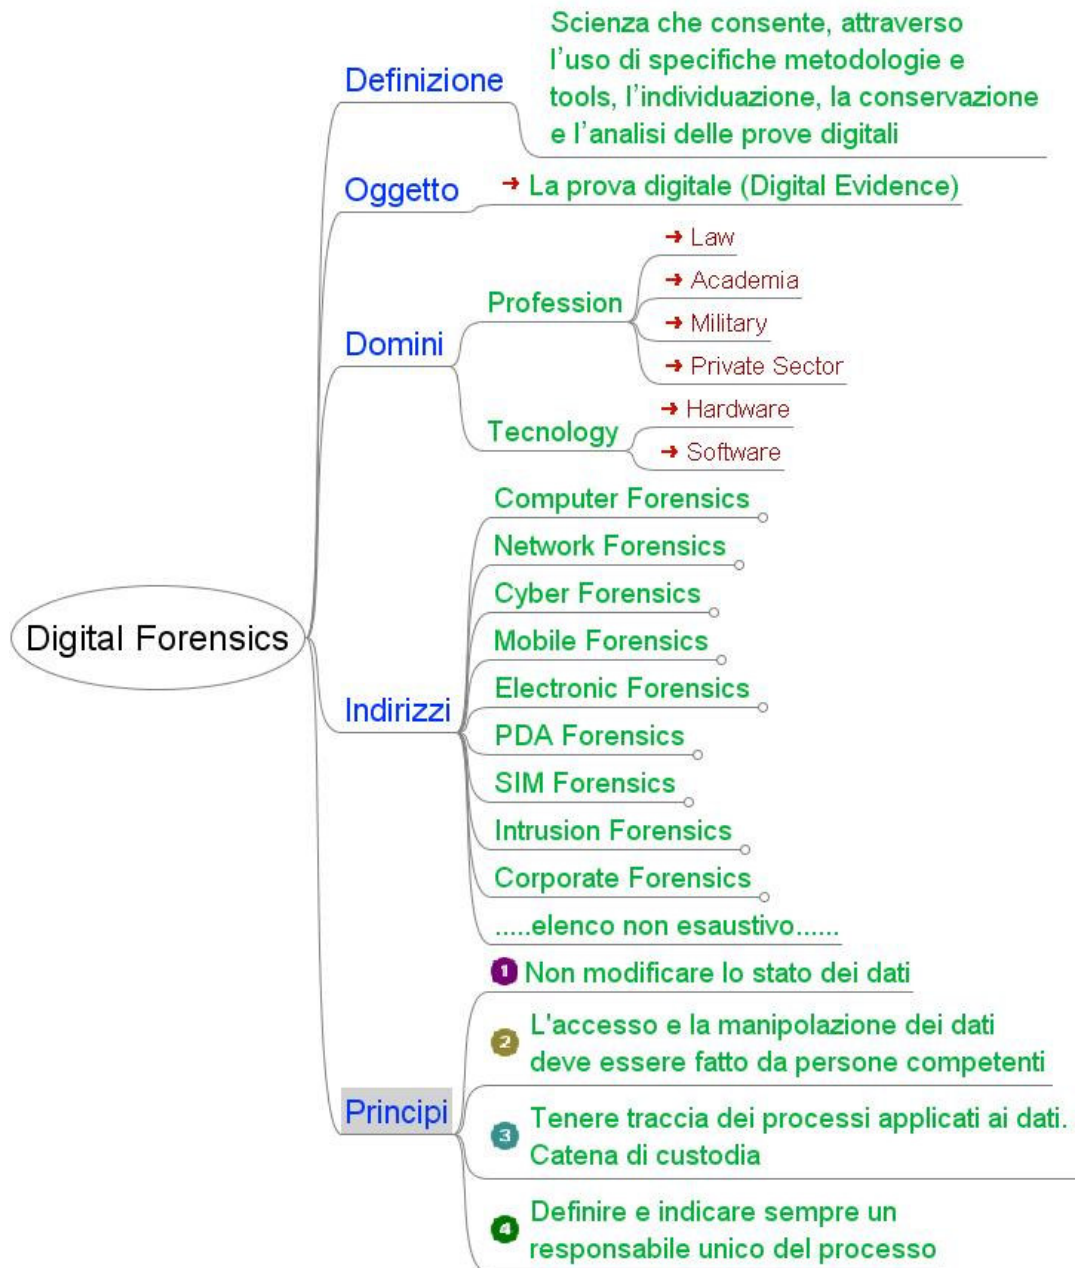 Digital Forensics
Definizione
Scienza che consente, attraverso
l'uso di specifiche metodologie e
tools, l'individuazione, la conservazione
e l'analisi delle prove digitali
Oggetto
La prova digitale (Digital Evidence)
Domini
Profession
Law
Academia
Military
Private Sector
Tecnology
Hardware
Software
Indirizzi
Computer Forensics
Network Forensics
Cyber Forensics
Mobile Forensics
Electronic Forensics
PDA Forensics
SIM Forensics
Intrusion Forensics
Corporate Forensics
.....elenco non esaustivo......
Principi
1 Non modificare lo stato dei dati
2 L'accesso e la manipolazione dei dati
deve essere fatto da persone competenti
3 Tenere traccia dei processi applicati ai dati.
Catena di custodia
4 Definire e indicare sempre un
responsabile unico del processo